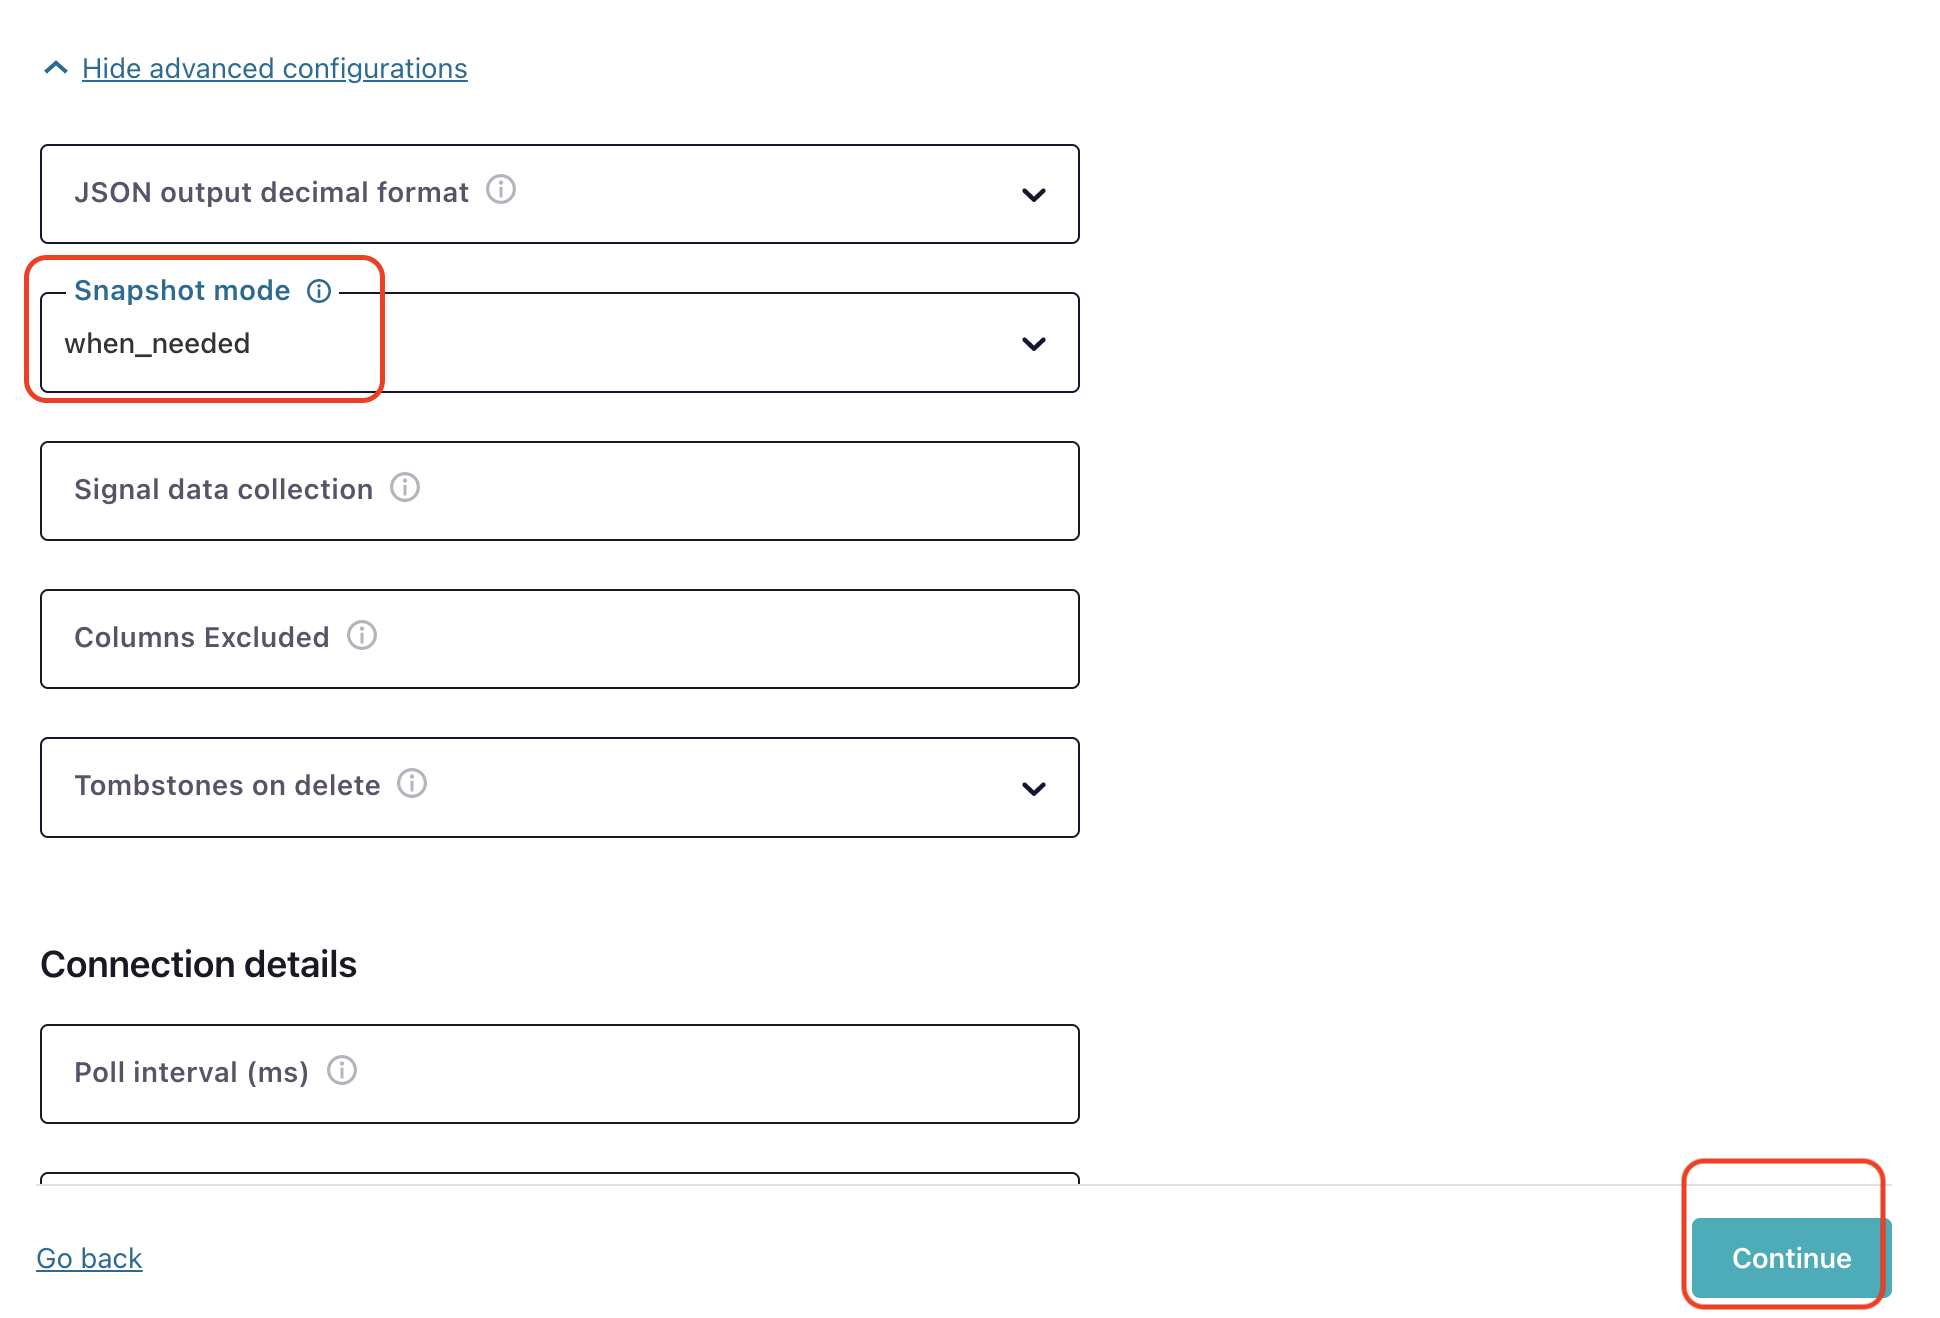 Hide advanced configurations
JSON output decimal format
Snapshot mode
when_needed
Signal data collection
Columns Excluded
Tombstones on delete
Connection details
Poll interval (ms)
Go back
Continue